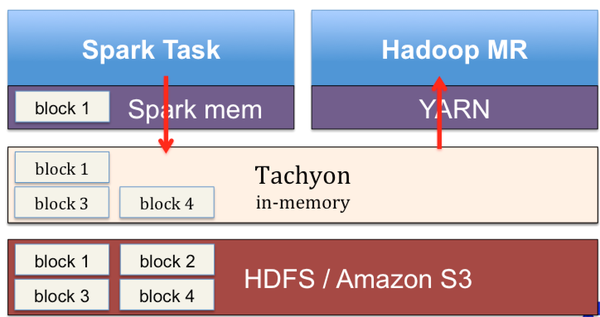 Spark Task
Hadoop MR
block 1
Spark mem
YARN
block 1
block 3
block 4
Tachyon
in-memory
block 1
block 2
block 3
block 4
HDFS / Amazon S3